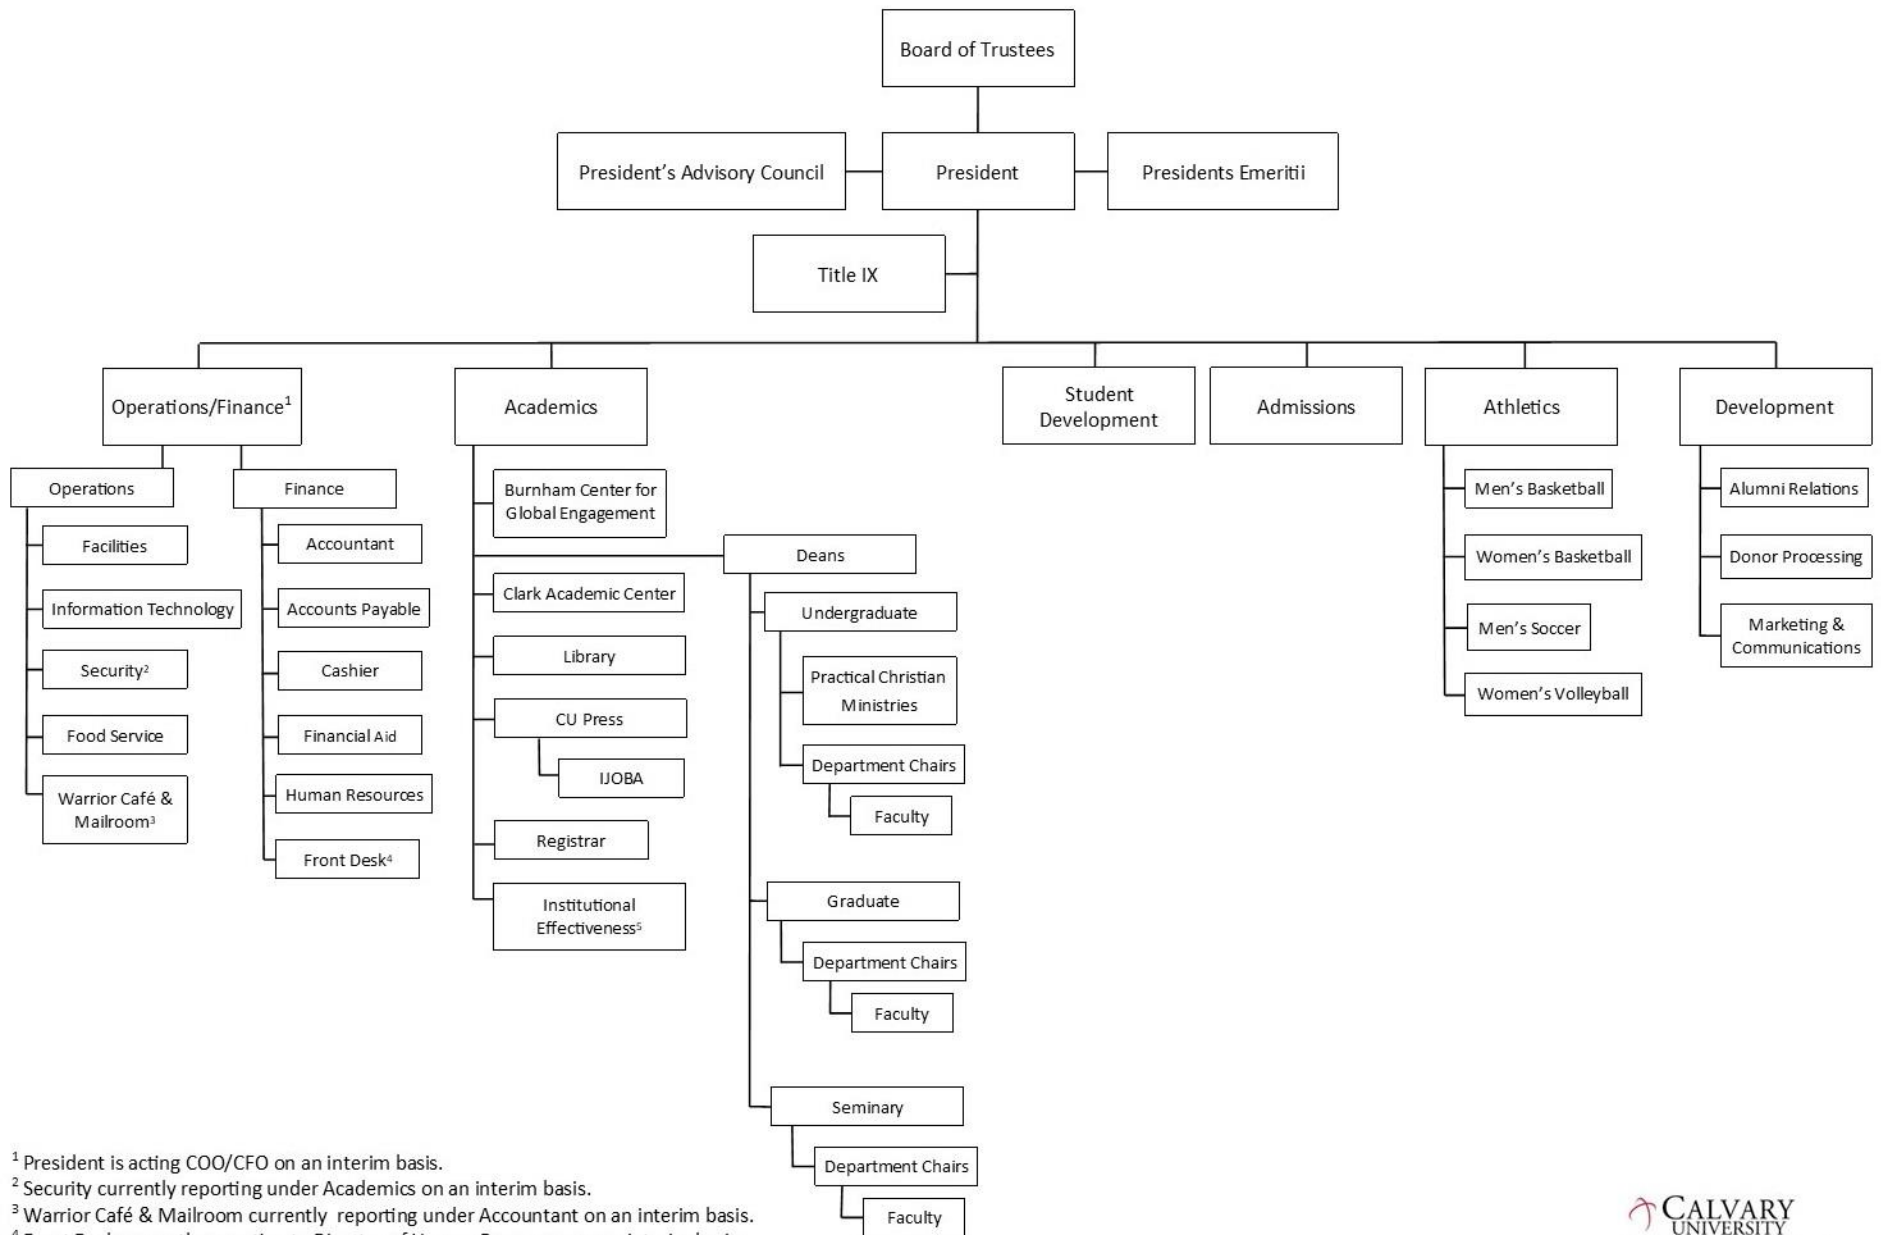 Board of Trustees
President's Advisory Council
President
Presidents Emeritii
Title IX
Operations/Finance¹
Academics
Student
Development
Admissions
Athletics
Development
Operations
Facilities
Information Technology
Security²
Food Service
Warrior Café &
Mailroom³
Finance
Accountant
Accounts Payable
Cashier
Financial Aid
Human Resources
Front Desk⁴
Burnham Center for
Global Engagement
Clark Academic Center
Library
CU Press
IJOBA
Registrar
Institutional
Effectiveness⁵
Deans
Undergraduate
Practical Christian
Ministries
Department Chairs
Faculty
Graduate
Department Chairs
Faculty
Seminary
Department Chairs
Faculty
Men's Basketball
Women's Basketball
Men's Soccer
Women's Volleyball
Alumni Relations
Donor Processing
Marketing &
Communications
¹ President is acting COO/CFO on an interim basis.
² Security currently reporting under Academics on an interim basis.
³ Warrior Café & Mailroom currently reporting under Accountant on an interim basis.
CALVARY
UNIVERSITY